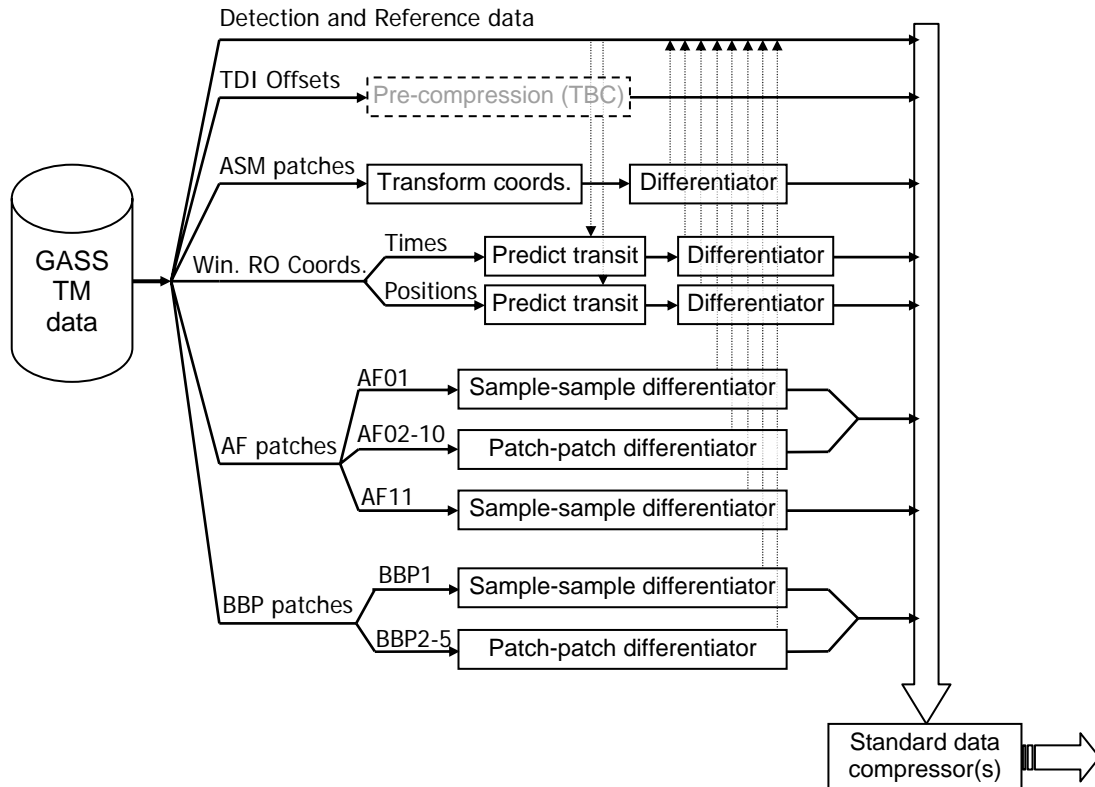 Detection and Reference data
TDI Offsets
Pre-compression (TBC)
ASM patches
Transform coords.
Differentiator
GASS
TM
data
Win. RO Coords.
Times
Predict transit
Differentiator
Positions
Predict transit
Differentiator
AF patches
AF01
Sample-sample differentiator
AF02-10
Patch-patch differentiator
AF11
Sample-sample differentiator
BBP patches
BBP1
Sample-sample differentiator
BBP2-5
Patch-patch differentiator
Standard data
compressor(s)